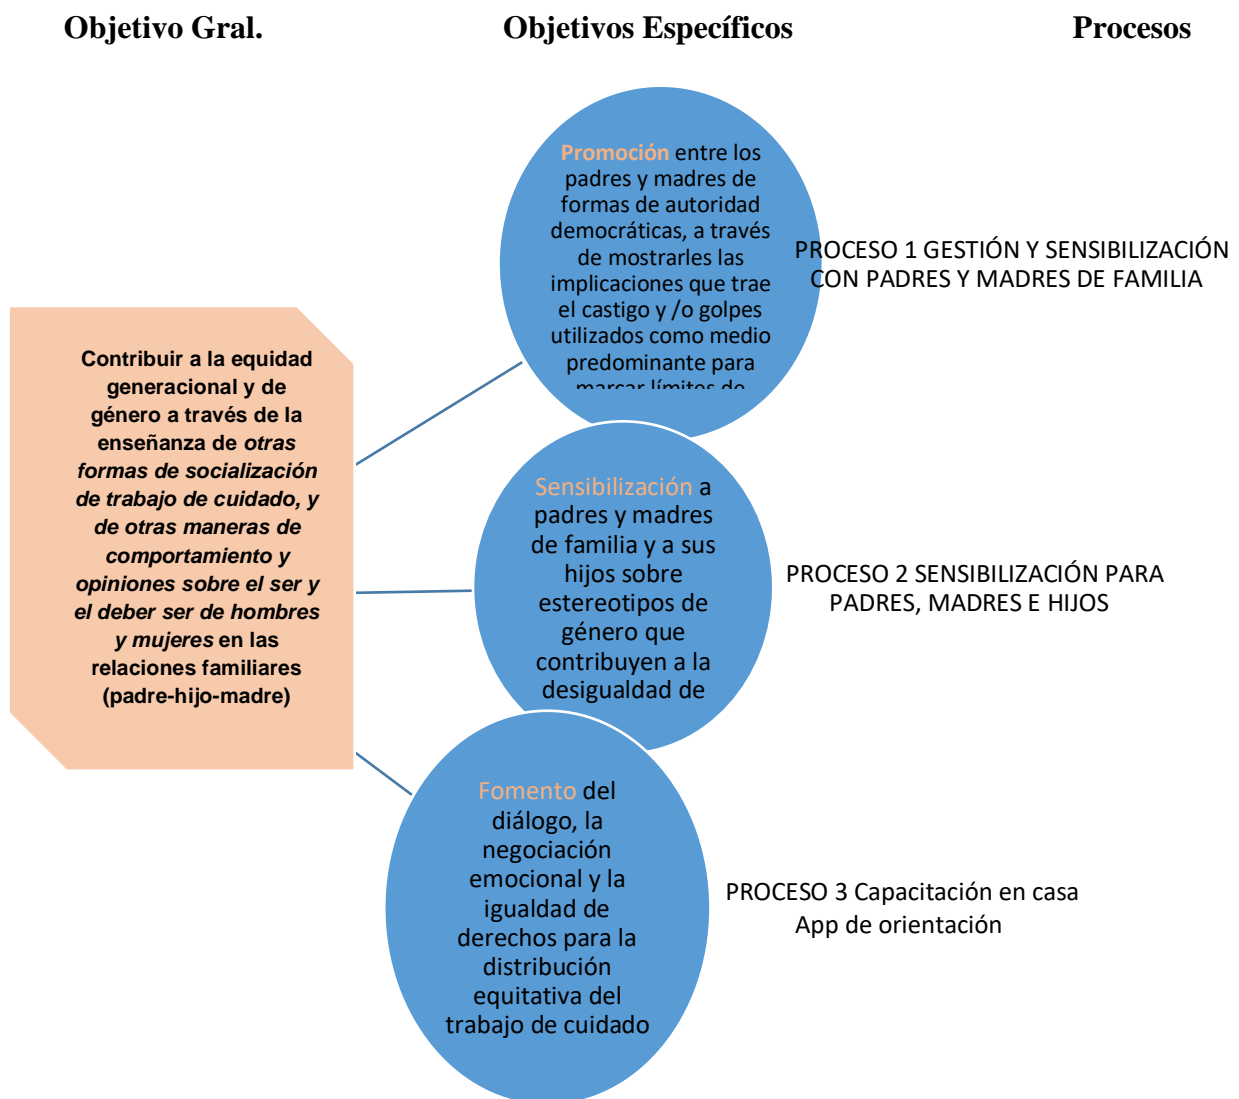 Objetivo Gral.
Objetivos Específicos
Procesos
Contribuir a la equidad
generacional y de
género a través de la
enseñanza de otras
formas de socialización
de trabajo de cuidado, y
de otras maneras de
comportamiento y
opiniones sobre el ser y
el deber ser de hombres
y mujeres en las
relaciones familiares
(padre-hijo-madre)
Promoción entre los
padres y madres de
formas de autoridad
democráticas, a través
de mostrarles las
implicaciones que trae
el castigo y /o golpes
utilizados como medio
predominante para
marcar límites de
PROCESO 1 GESTIÓN Y SENSIBILIZACIÓN
CON PADRES Y MADRES DE FAMILIA
Sensibilización a
padres y madres
de familia y a sus
hijos sobre
estereotipos de
género que
contribuyen a la
desigualdad de
PROCESO 2 SENSIBILIZACIÓN PARA
PADRES, MADRES E HIJOS
Fomento del
diálogo, la
negociación
emocional y la
igualdad de
derechos para la
distribución
equitativa del
trabajo de cuidado
PROCESO 3 Capacitación en casa
App de orientación